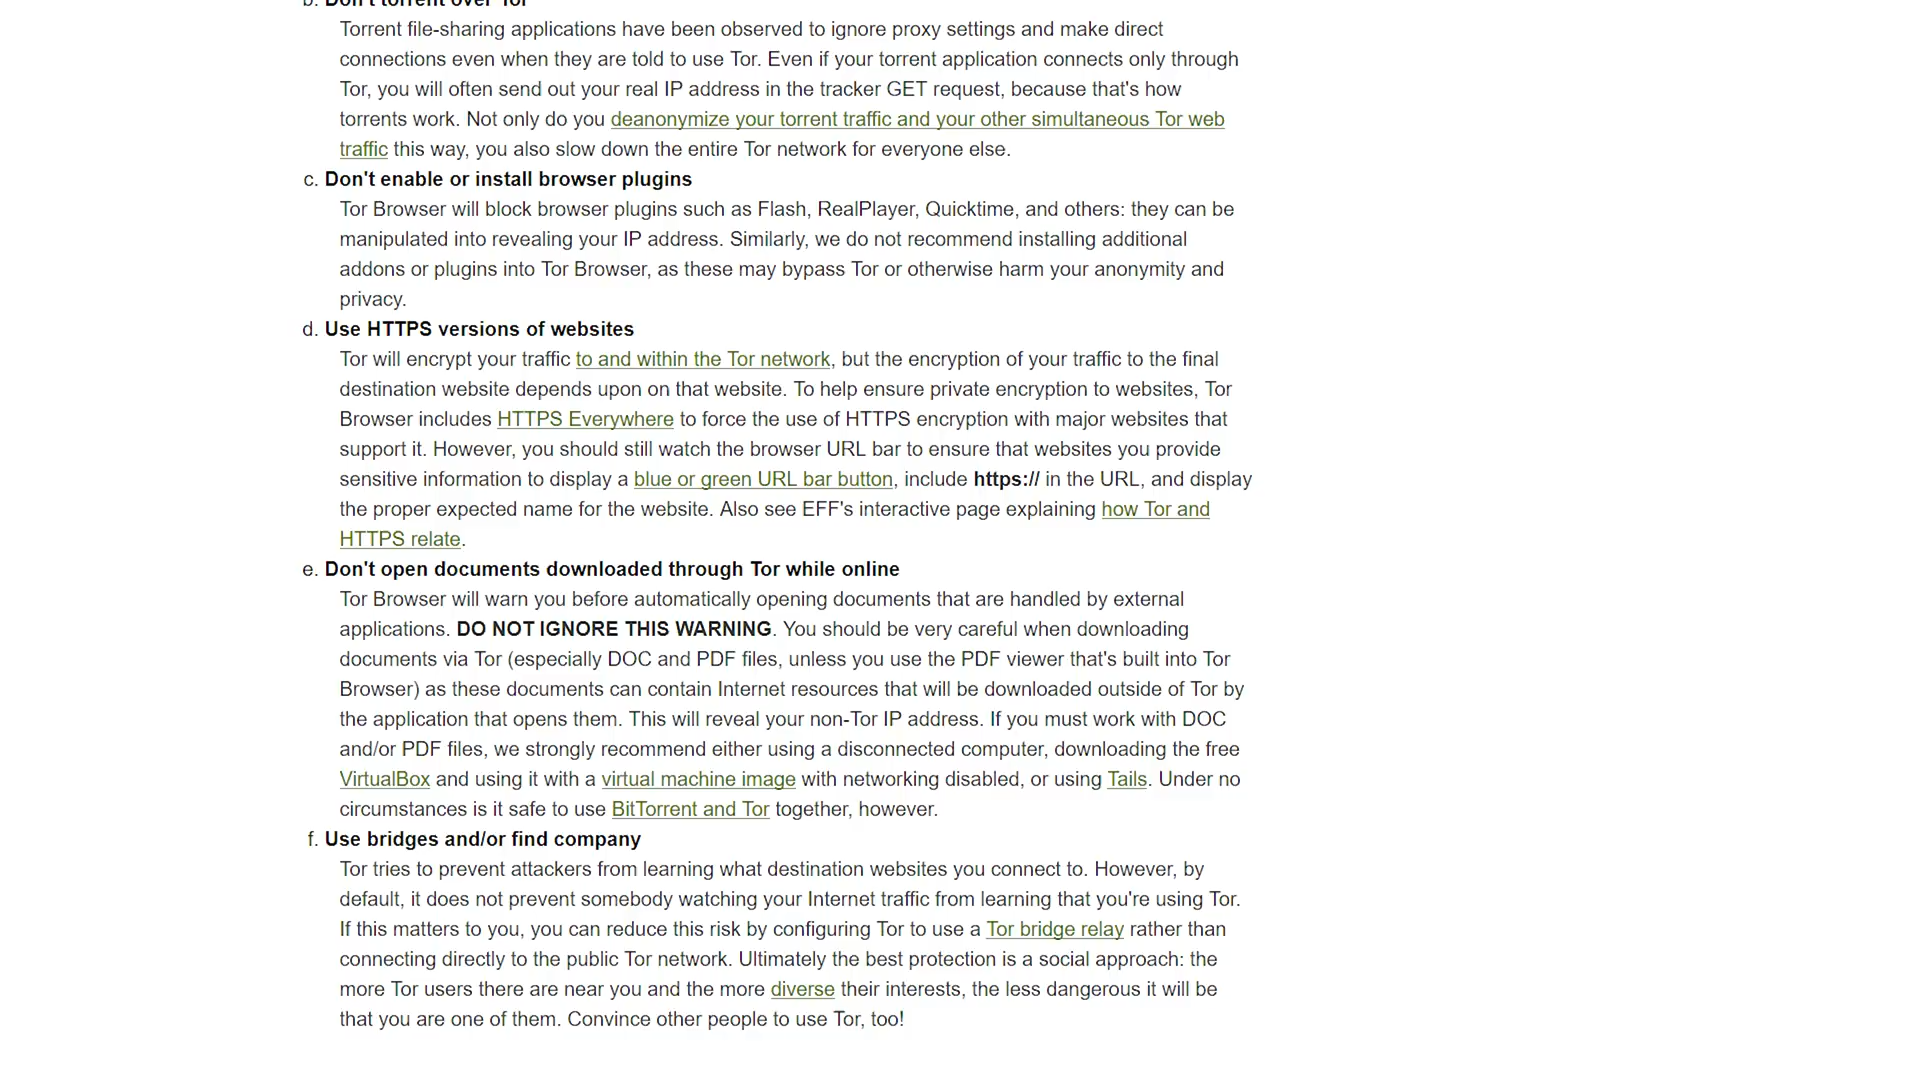 b. Don't torrent over Tor
Torrent file-sharing applications have been observed to ignore proxy settings and make direct
connections even when they are told to use Tor. Even if your torrent application connects only through
Tor, you will often send out your real IP address in the tracker GET request, because that's how
torrents work. Not only do you deanonymize your torrent traffic and your other simultaneous Tor web
traffic this way, you also slow down the entire Tor network for everyone else.
c. Don't enable or install browser plugins
Tor Browser will block browser plugins such as Flash, RealPlayer, Quicktime, and others: they can be
manipulated into revealing your IP address. Similarly, we do not recommend installing additional
addons or plugins into Tor Browser, as these may bypass Tor or otherwise harm your anonymity and
privacy.
d. Use HTTPS versions of websites
Tor will encrypt your traffic to and within the Tor network, but the encryption of your traffic to the final
destination website depends upon on that website. To help ensure private encryption to websites, Tor
Browser includes HTTPS Everywhere to force the use of HTTPS encryption with major websites that
support it. However, you should still watch the browser URL bar to ensure that websites you provide
sensitive information to display a blue or green URL bar button, include https:// in the URL, and display
the proper expected name for the website. Also see EFF's interactive page explaining how Tor and
HTTPS relate.
e. Don't open documents downloaded through Tor while online
Tor Browser will warn you before automatically opening documents that are handled by external
applications. DO NOT IGNORE THIS WARNING. You should be very careful when downloading
documents via Tor (especially DOC and PDF files, unless you use the PDF viewer that's built into Tor
Browser) as these documents can contain Internet resources that will be downloaded outside of Tor by
the application that opens them. This will reveal your non-Tor IP address. If you must work with DOC
and/or PDF files, we strongly recommend either using a disconnected computer, downloading the free
VirtualBox and using it with a virtual machine image with networking disabled, or using Tails. Under no
circumstances is it safe to use BitTorrent and Tor together, however.
f. Use bridges and/or find company
Tor tries to prevent attackers from learning what destination websites you connect to. However, by
default, it does not prevent somebody watching your Internet traffic from learning that you're using Tor.
If this matters to you, you can reduce this risk by configuring Tor to use a Tor bridge relay rather than
connecting directly to the public Tor network. Ultimately the best protection is a social approach: the
more Tor users there are near you and the more diverse their interests, the less dangerous it will be
that you are one of them. Convince other people to use Tor, too!